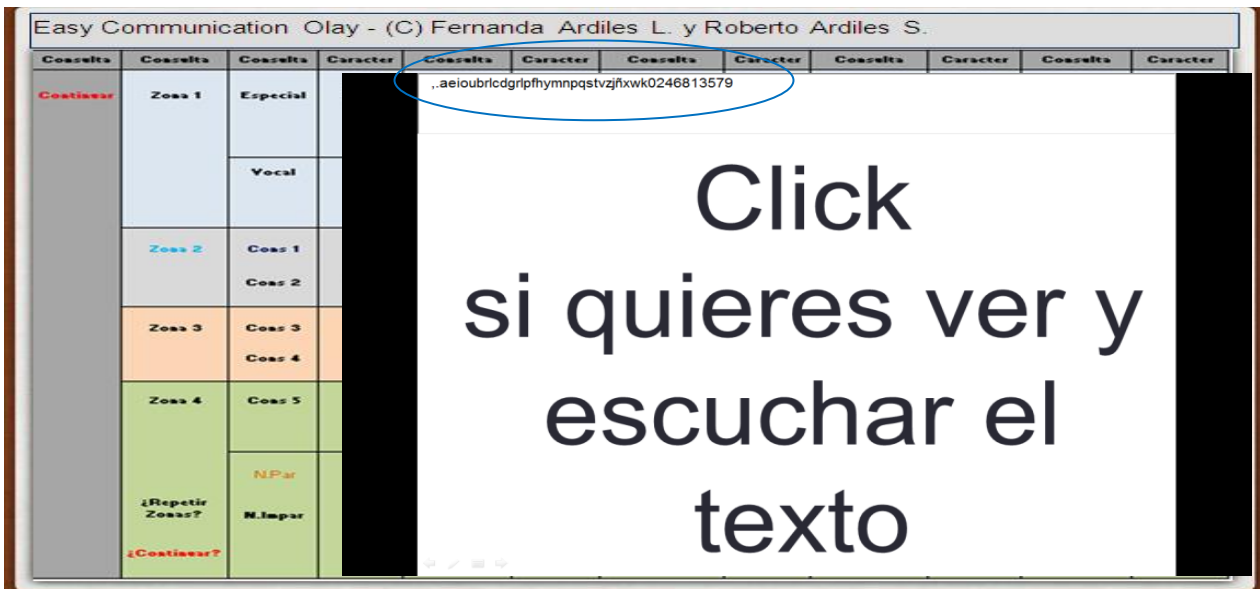 Easy Communication Olay - (C) Fernanda Ardiles L. y Roberto Ardiles S.
Consulta Consulta Consulta Caracter Consulta Caracter Consulta Caracter Consulta Caracter Consulta Caracter
Continuar Zona 1 Especial
,.aeioubrlcdgrlpfhymnpqstvzjñxwk0246813579
Vocal
Zona 2 Cons 1
Cons 2
Zona 3 Cons 3
Cons 4
Zona 4 Cons 5
N.Par
¿Repetir
Zonas?
N.Impar
¿Continuar?
Click
si quieres ver y
escuchar el
texto